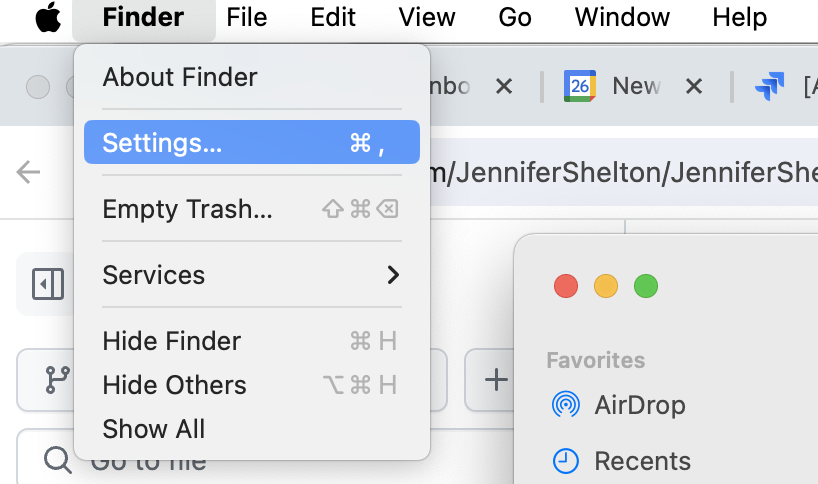 Finder File Edit View Go Window Help
About Finder
nbo
26 New
[A
Settings... ⌘ ,
m/JenniferShelton/JenniferShe
Empty Trash... ⇧ ⌘ ⌫
Services
Hide Finder ⌘ H
Favorites
Hide Others ⌥ ⌘ H
AirDrop
Show All
Go to file
Recents